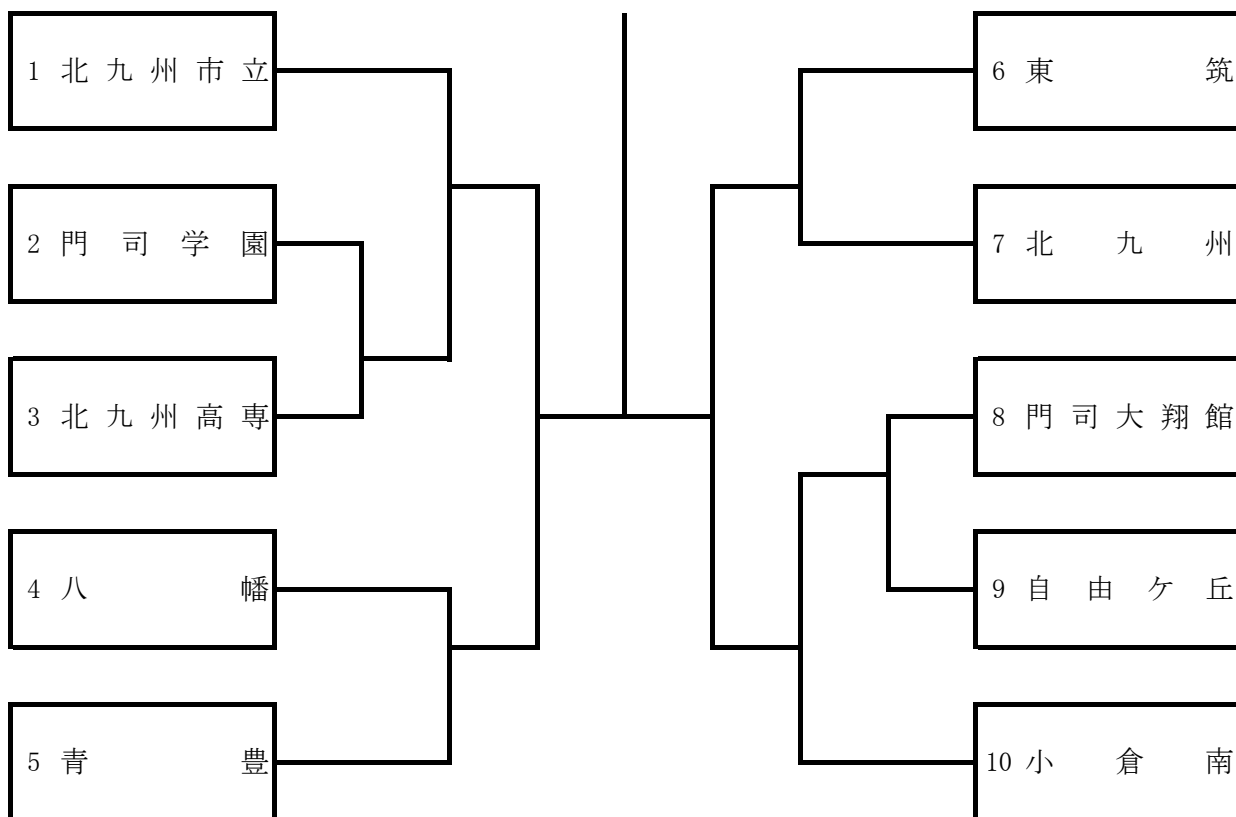 1 北九州市立
2 門司学園
3 北九州高専
4 八幡
5 青豊
6 東筑
7 北九州
8 門司大翔館
9 自由ケ丘
10 小倉南